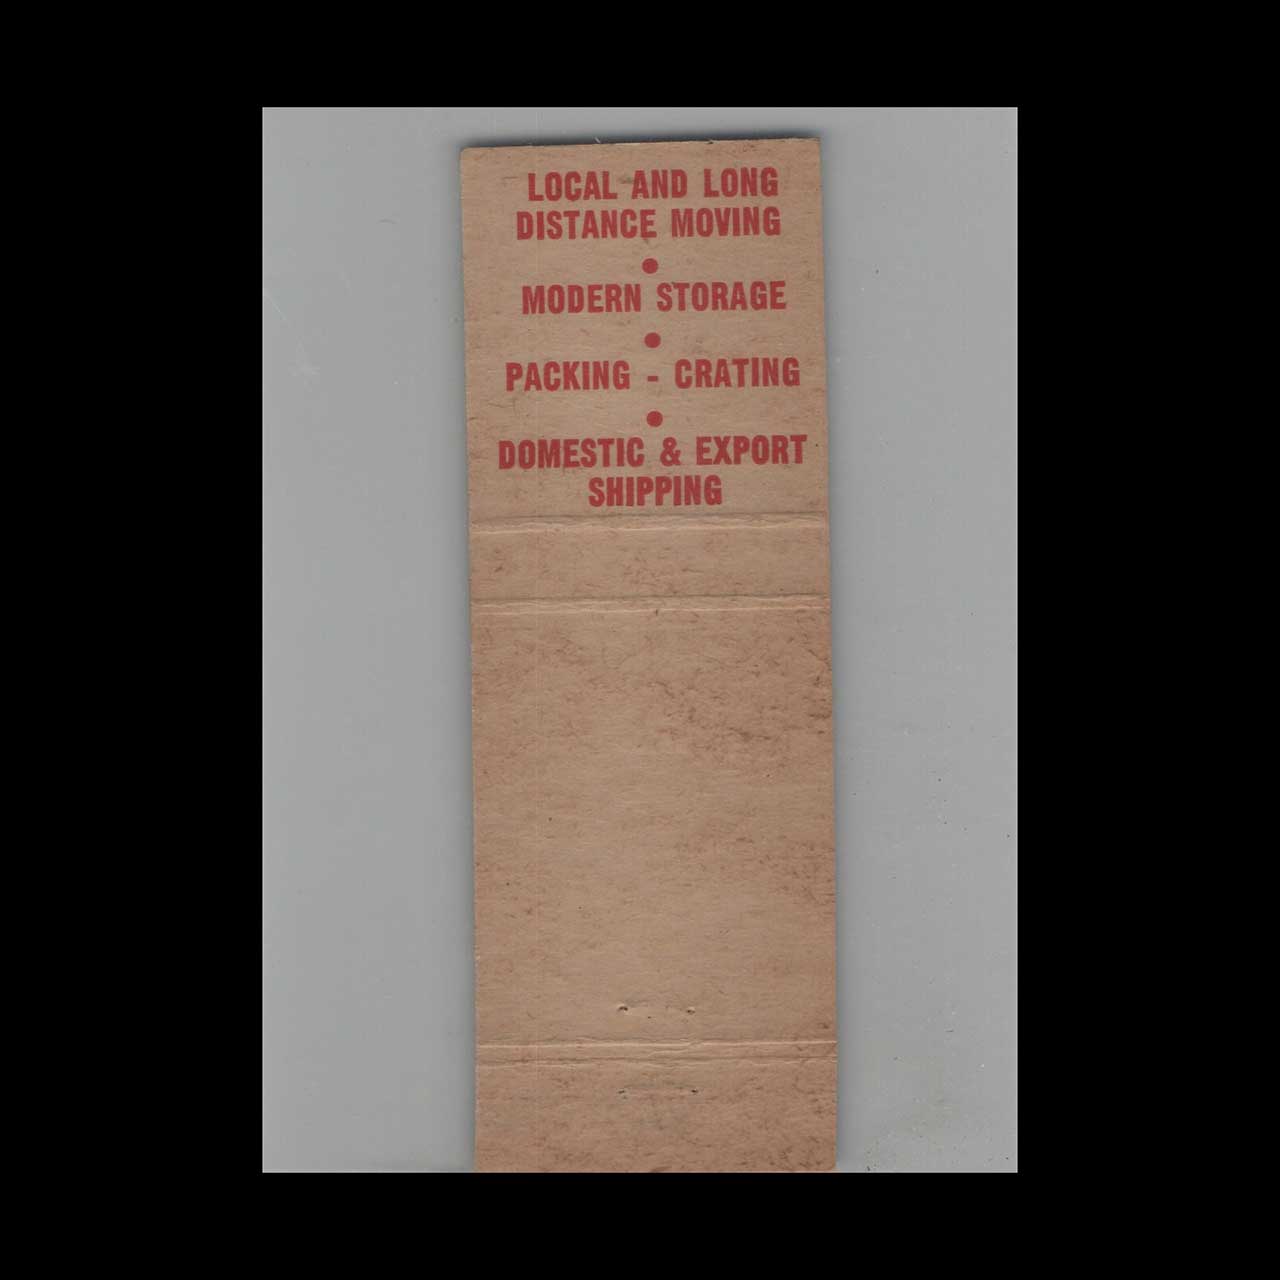 LOCAL AND LONG
DISTANCE MOVING
•
MODERN STORAGE
•
PACKING - CRATING
•
DOMESTIC & EXPORT
SHIPPING